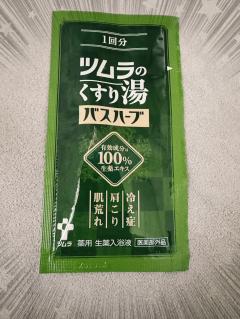 1回分
ツムラの
くすり湯
バスハーブ
有効成分は
100%
生薬エキス
冷え症
肩こり
肌荒れ
ツムラ 薬用 生薬入浴液 医薬部外品